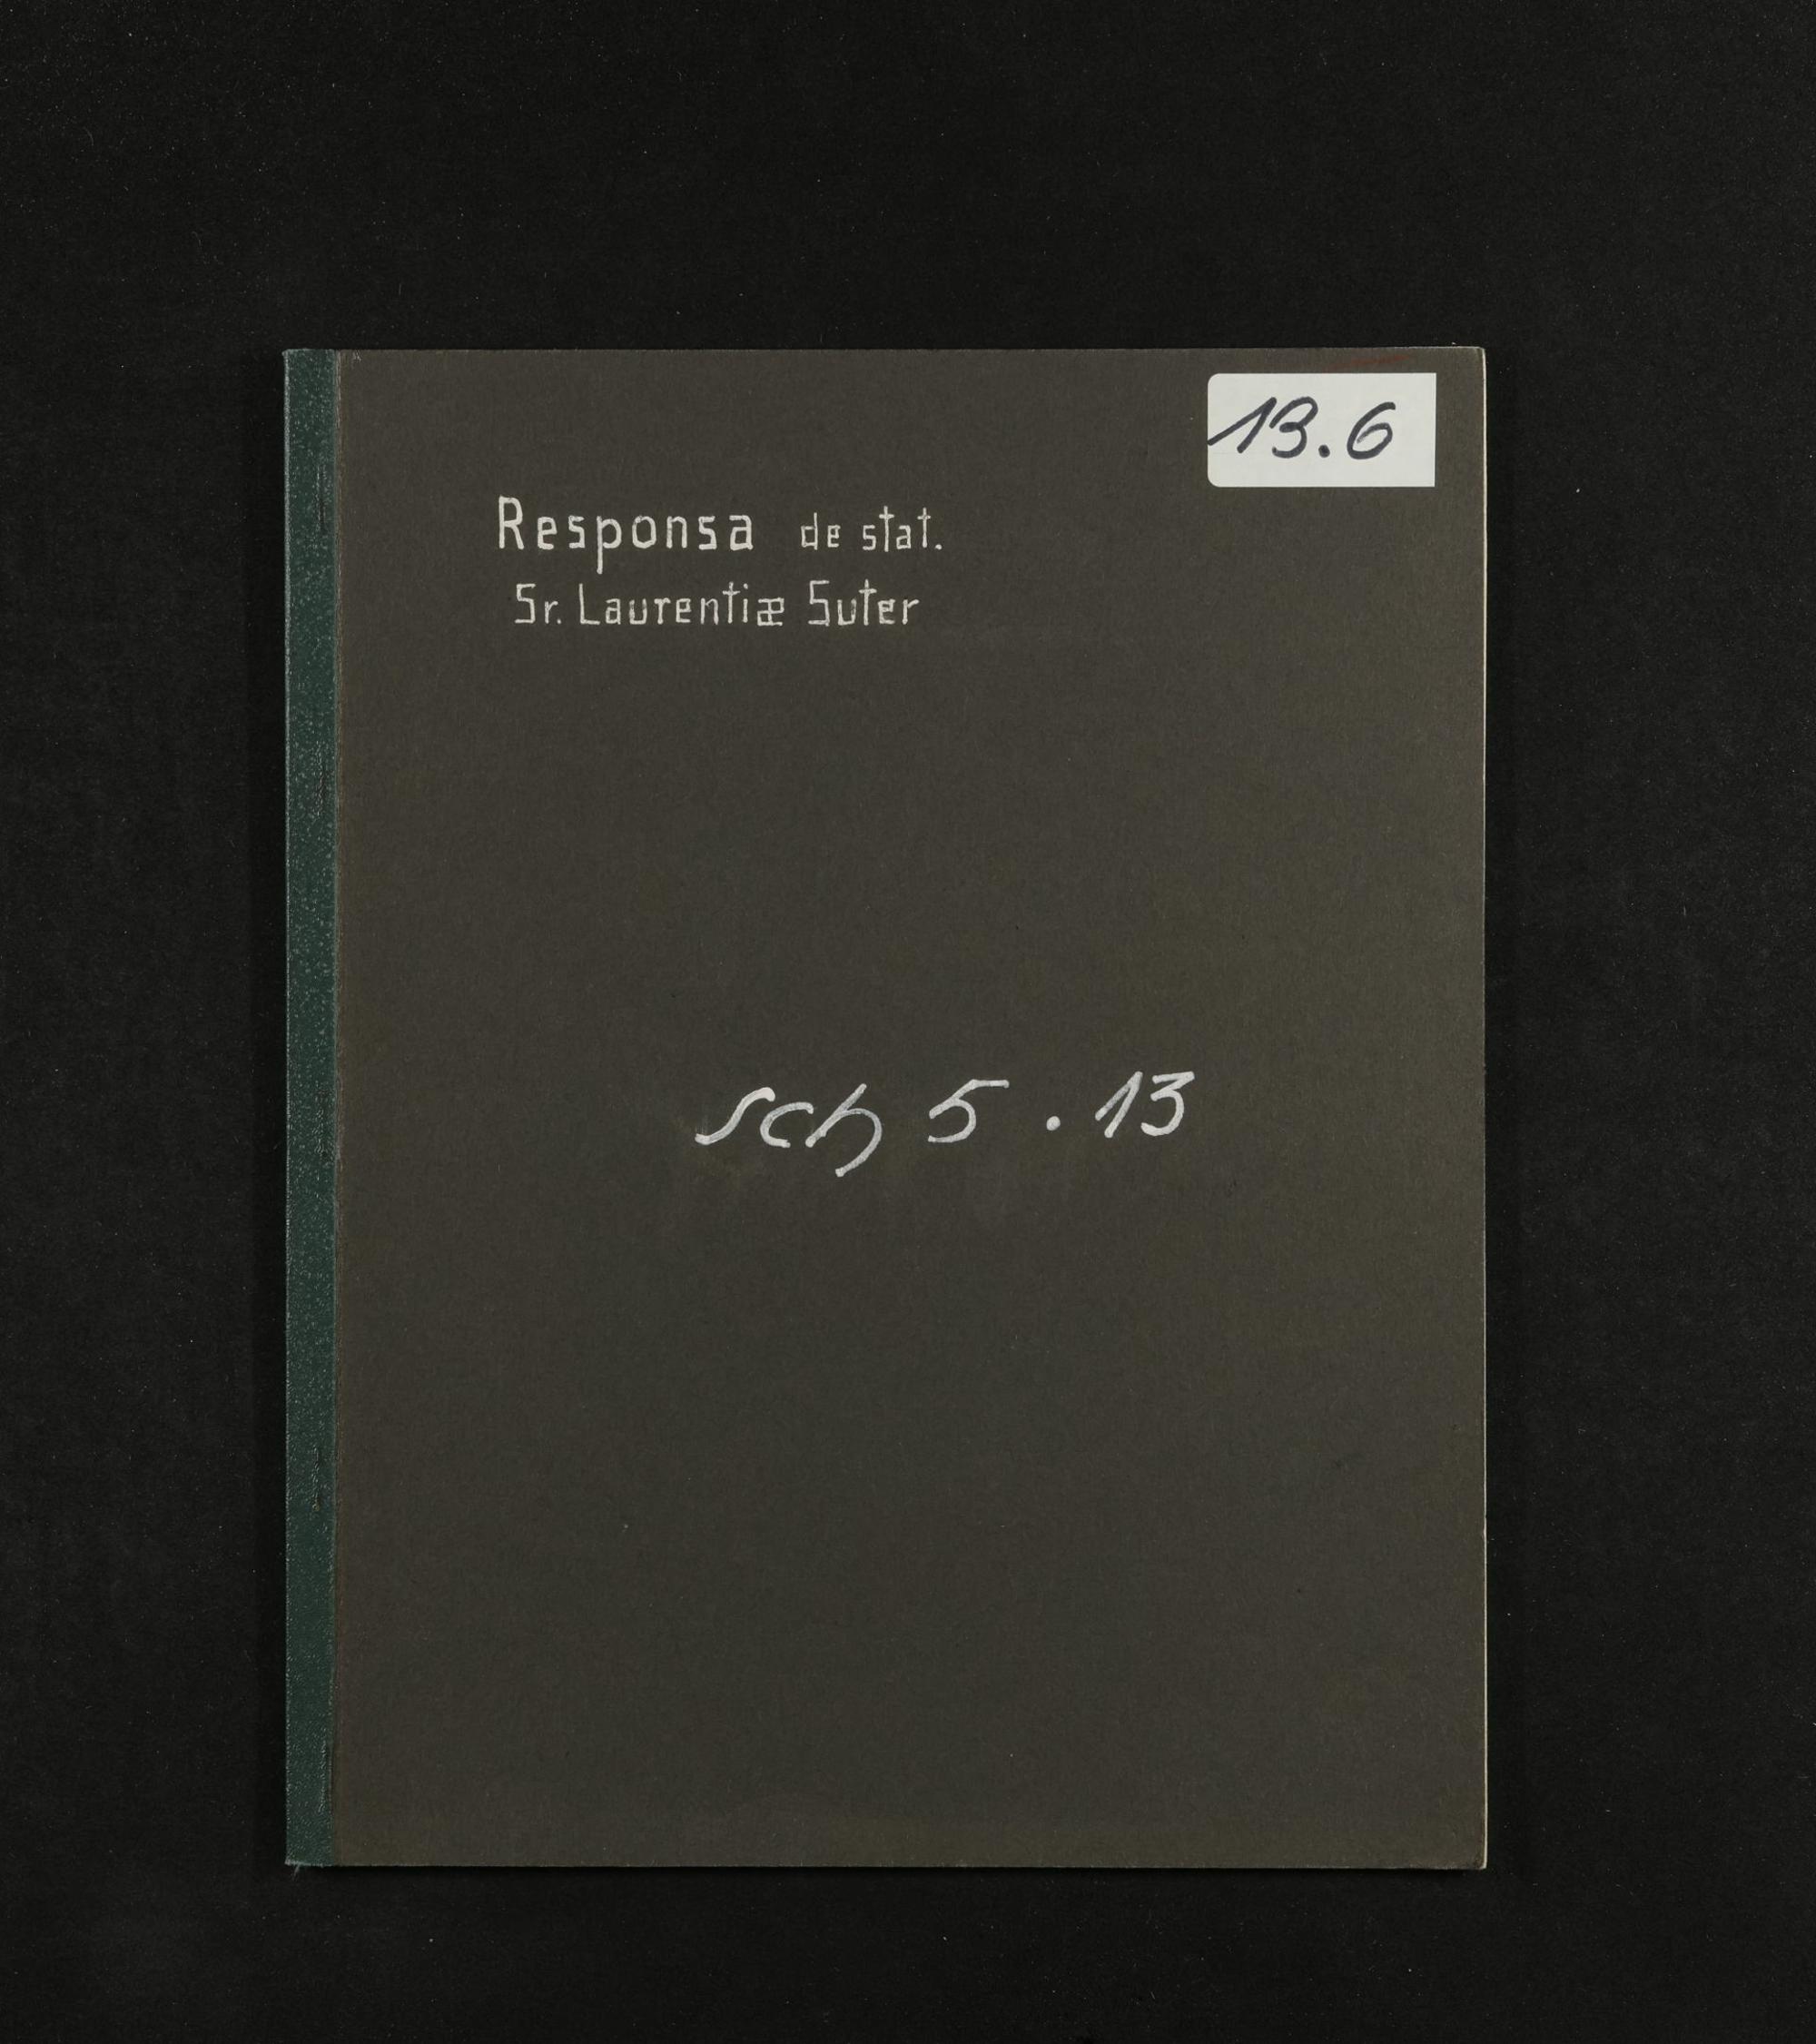 13.6
Responsa de stat.
Sr. Laurentiæ Suter
sch 5 . 13